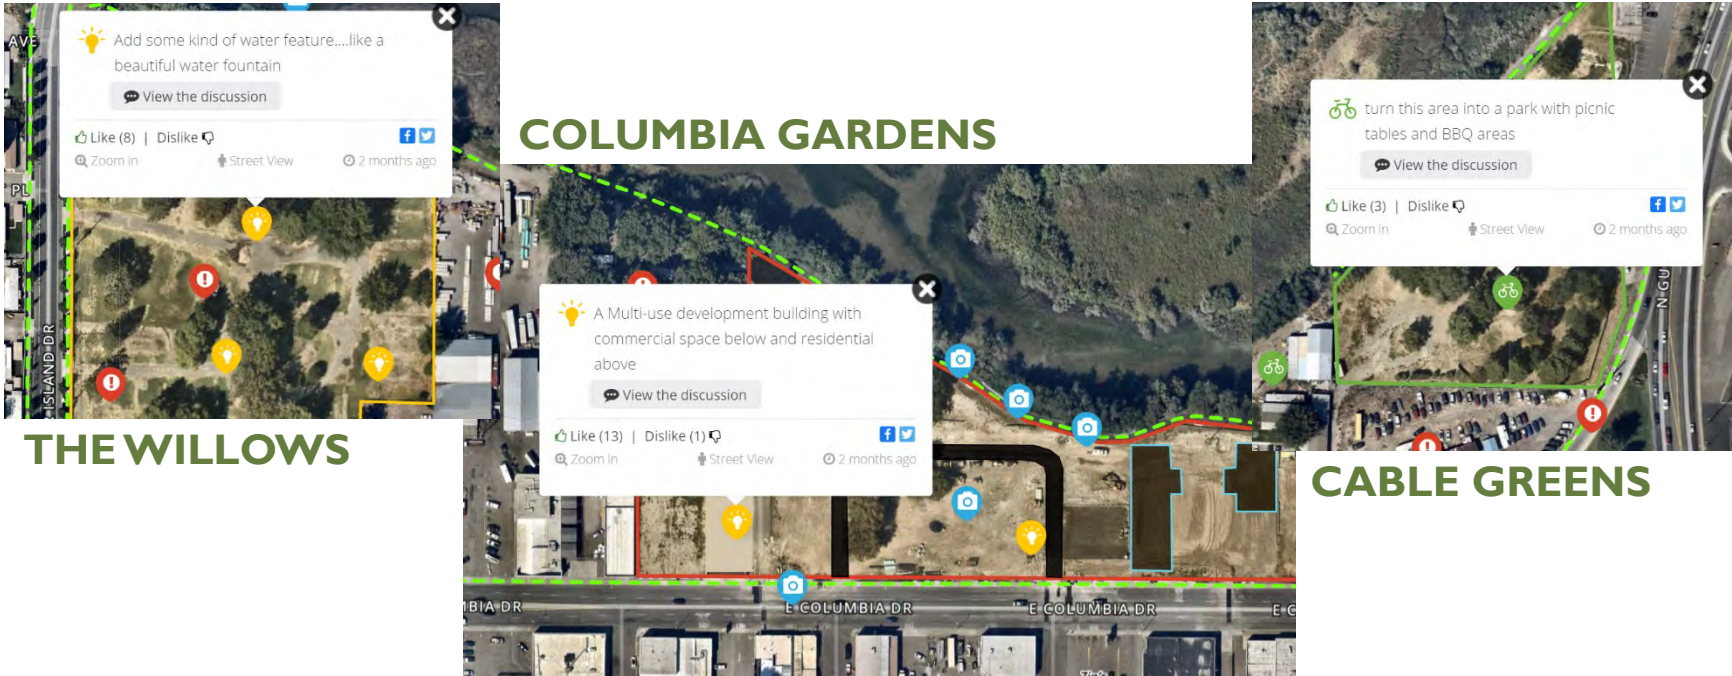 AVE
Add some kind of water feature....like a
beautiful water fountain
View the discussion
Like (8) | Dislike
Zoom in Street View 2 months ago
PL
ISLAND DR
THE WILLOWS
COLUMBIA GARDENS
A Multi-use development building with
commercial space below and residential
above
View the discussion
Like (13) | Dislike (1)
Zoom in Street View 2 months ago
E COLUMBIA DR
E COLUMBIA DR
turn this area into a park with picnic
tables and BBQ areas
View the discussion
Like (3) | Dislike
Zoom in Street View 2 months ago
CABLE GREENS